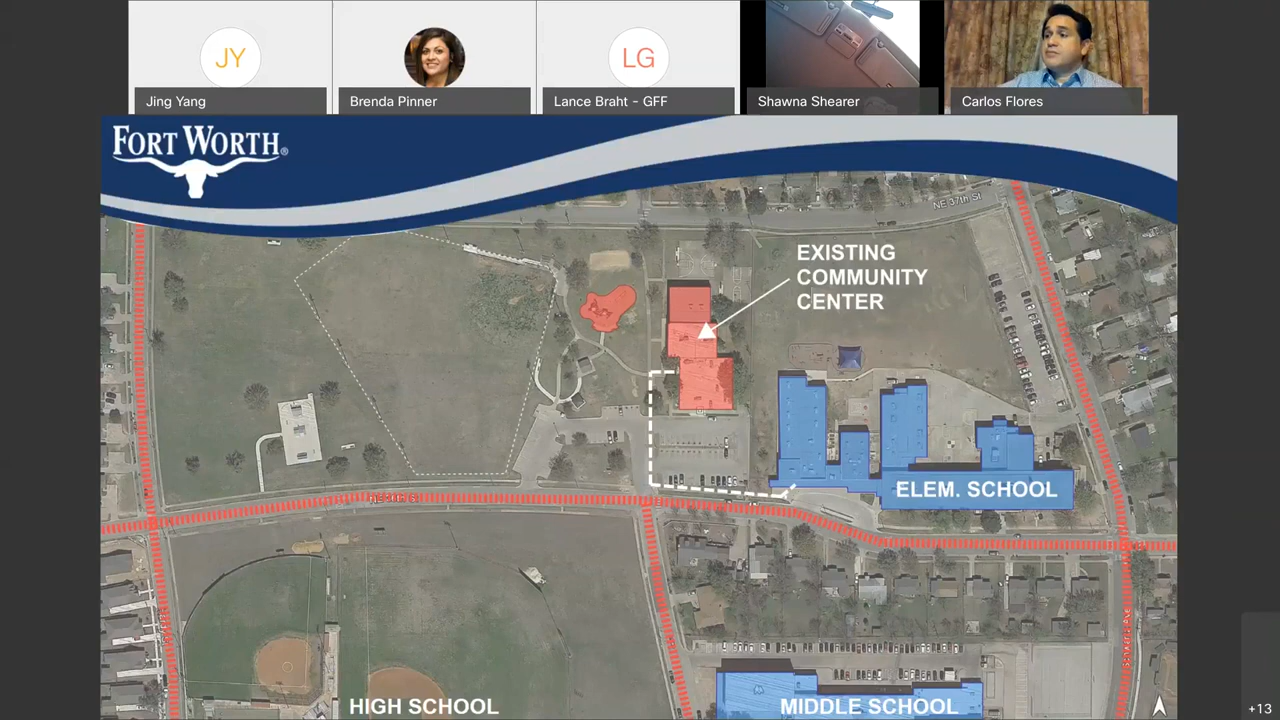 JY
LG
Jing Yang
Brenda Pinner
Lance Braht - GFF
Shawna Shearer
Carlos Flores
FORT WORTH®
NE 37th St
EXISTING
COMMUNITY
CENTER
ELEM. SCHOOL
HIGH SCHOOL
MIDDLE SCHOOL
+13